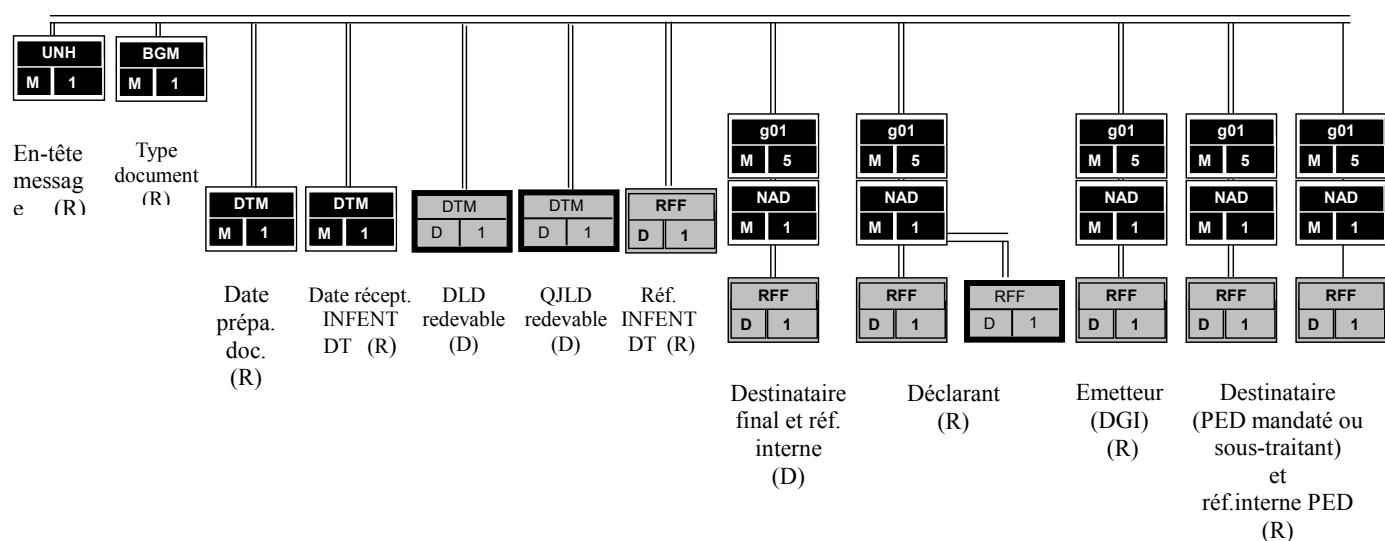 UNH
M 1
BGM
M 1
En-tête
messag
e (R)
Type
document
(R)
DTM
M 1
DTM
M 1
DTM
D 1
DTM
D 1
RFF
D 1
Date
prépa.
doc.
(R)
Date récept.
INFENT
DT (R)
DLD
redevable
(D)
QJLD
redevable
(D)
Réf.
INFENT
DT (R)
g01
M 5
NAD
M 1
RFF
D 1
g01
M 5
NAD
M 1
RFF
D 1
RFF
D 1
g01
M 5
NAD
M 1
RFF
D 1
g01
M 5
NAD
M 1
RFF
D 1
g01
M 5
NAD
M 1
RFF
D 1
Destinataire
final et réf.
interne
(D)
Déclarant
(R)
Emetteur
(DGI)
(R)
Destinataire
(PED mandaté ou
sous-traitant)
et
réf.interne PED
(R)